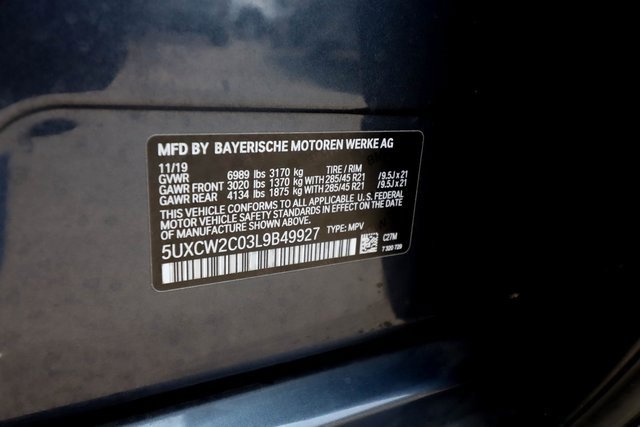 MFD BY BAYERISCHE MOTOREN WERKE AG
11/19
GVWR 6989 lbs 3170 kg TIRE / RIM
GAWR FRONT 3020 lbs 1370 kg WITH 285/45 R21 /9.5J x 21
GAWR REAR 4134 lbs 1875 kg WITH 285/45 R21 /9.5J x 21
THIS VEHICLE CONFORMS TO ALL APPLICABLE U.S. FEDERAL
MOTOR VEHICLE SAFETY STANDARDS IN EFFECT ON THE
DATE OF MANUFACTURE SHOWN ABOVE.
5UXCW2C03L9B49927 TYPE: MPV
C27M
7 320 729